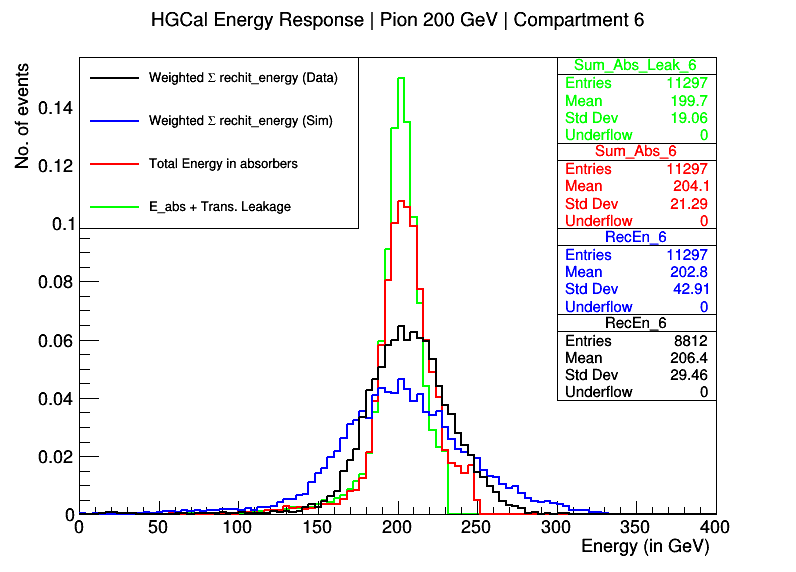 HGCal Energy Response | Pion 200 GeV | Compartment 6
No. of events
Weighted Σ rechit_energy (Data)
Weighted Σ rechit_energy (Sim)
Total Energy in absorbers
E_abs + Trans. Leakage
Sum_Abs_Leak_6
Entries 11297
Mean 199.7
Std Dev 19.06
Underflow 0
Sum_Abs_6
Entries 11297
Mean 204.1
Std Dev 21.29
Underflow 0
RecEn_6
Entries 11297
Mean 202.8
Std Dev 42.91
Underflow 0
RecEn_6
Entries 8812
Mean 206.4
Std Dev 29.46
Underflow 0
0.14
0.12
0.1
0.08
0.06
0.04
0.02
0
0 50 100 150 200 250 300 350 400
Energy (in GeV)